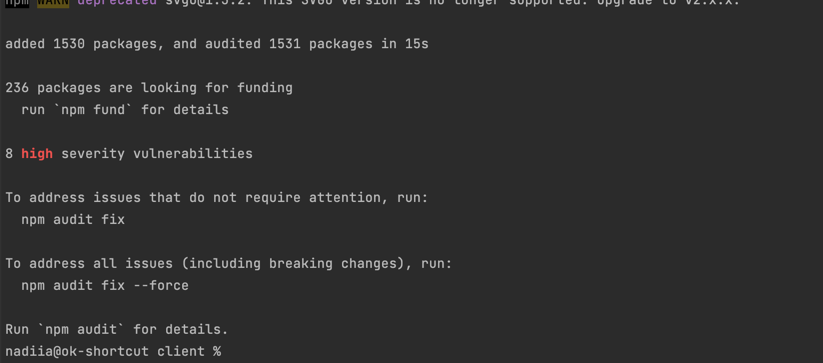 npm WARN deprecated svgo@1.3.2: This SVGO version is no longer supported. Upgrade to v2.x.x.
added 1530 packages, and audited 1531 packages in 15s
236 packages are looking for funding
run `npm fund` for details
8 high severity vulnerabilities
To address issues that do not require attention, run:
npm audit fix
To address all issues (including breaking changes), run:
npm audit fix --force
Run `npm audit` for details.
nadiia@ok-shortcut client %